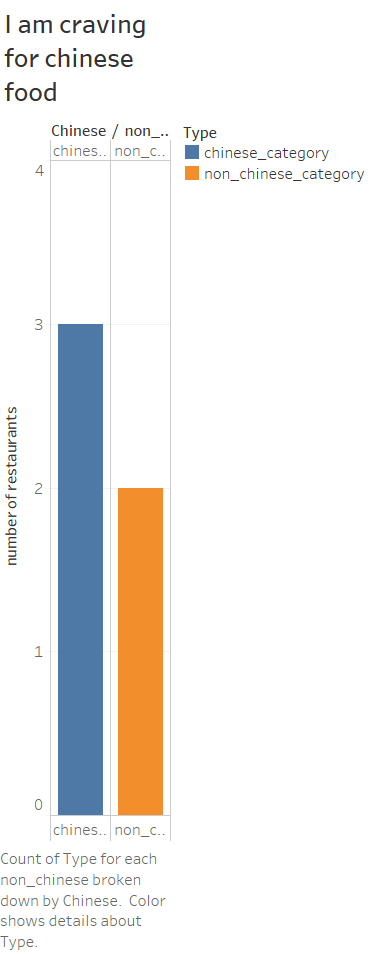 I am craving
for chinese
food
Chinese / non_..
chines.. non_c..
Type
chinese_category
non_chinese_category
4
3
2
1
0
number of restaurants
chines.. non_c..
Count of Type for each
non_chinese broken
down by Chinese. Color
shows details about
Type.